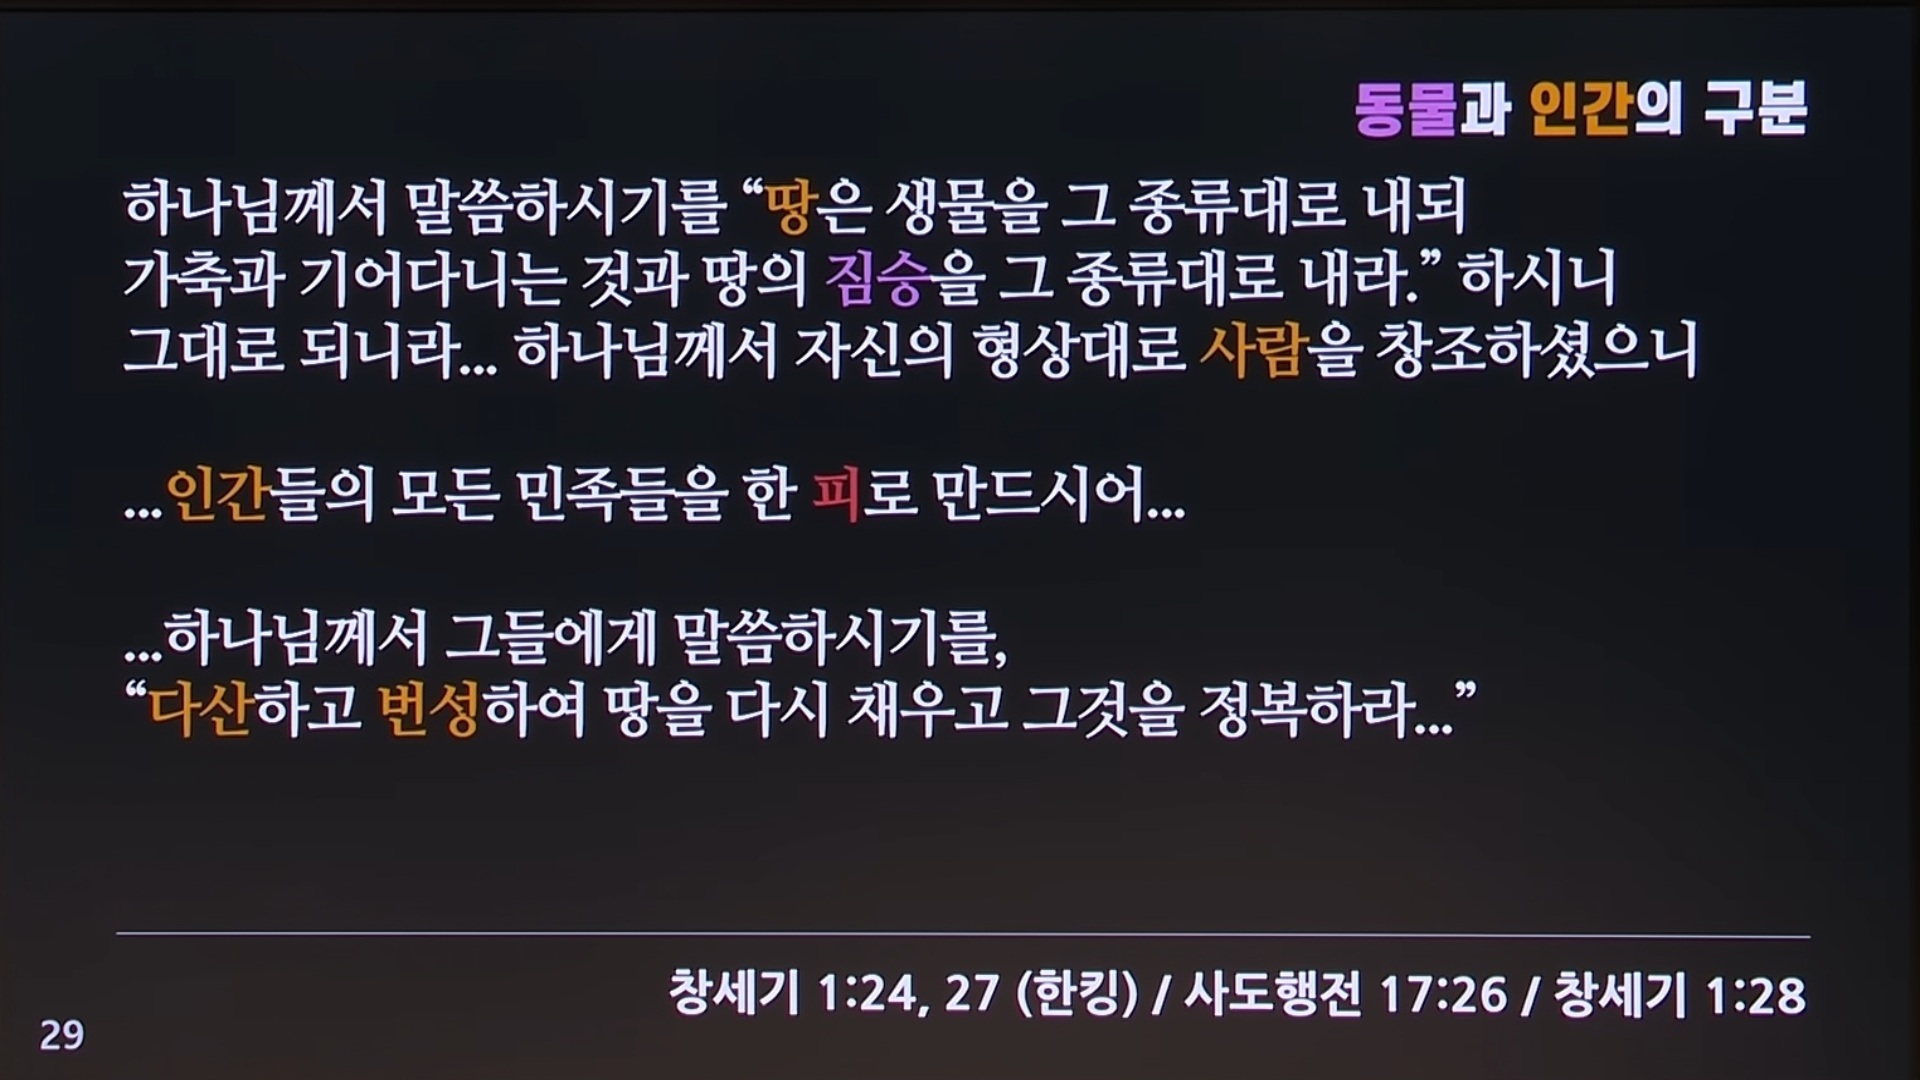 동물과 인간의 구분
하나님께서 말씀하시기를 “땅은 생물을 그 종류대로 내되
가축과 기어다니는 것과 땅의 짐승을 그 종류대로 내라.” 하시니
그대로 되니라... 하나님께서 자신의 형상대로 사람을 창조하셨으니
...인간들의 모든 민족들을 한 피로 만드시어...
...하나님께서 그들에게 말씀하시기를,
“다산하고 번성하여 땅을 다시 채우고 그것을 정복하라...”
창세기 1:24, 27 (한킹) / 사도행전 17:26 / 창세기 1:28
29